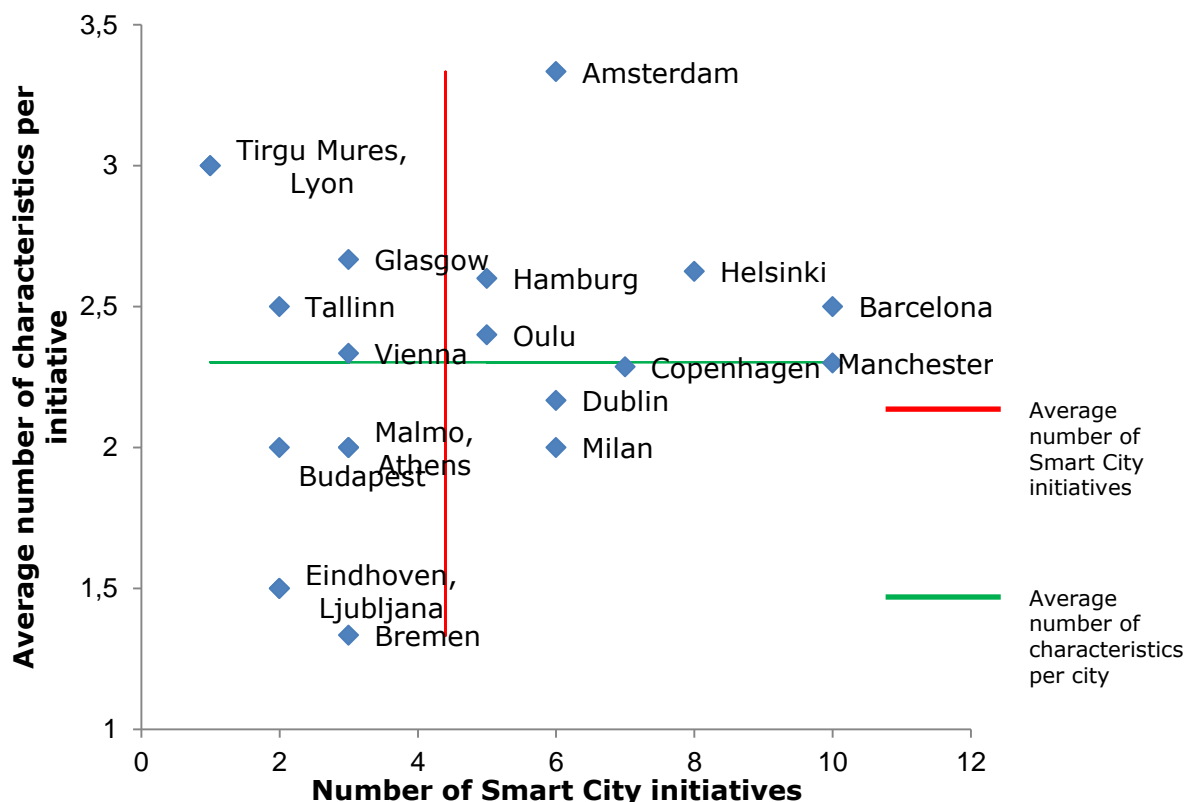 Average number of characteristics per
initiative
3,5
3
2,5
2
1,5
1
Amsterdam
Tirgu Mures,
Lyon
Glasgow
Hamburg
Helsinki
Tallinn
Barcelona
Oulu
Vienna
Copenhagen
Manchester
Dublin
Malmo,
Athens
Milan
Budapest
Eindhoven,
Ljubljana
Bremen
Average
number of
Smart City
initiatives
Average
number of
characteristics
per city
0
2
4
6
8
10
12
Number of Smart City initiatives